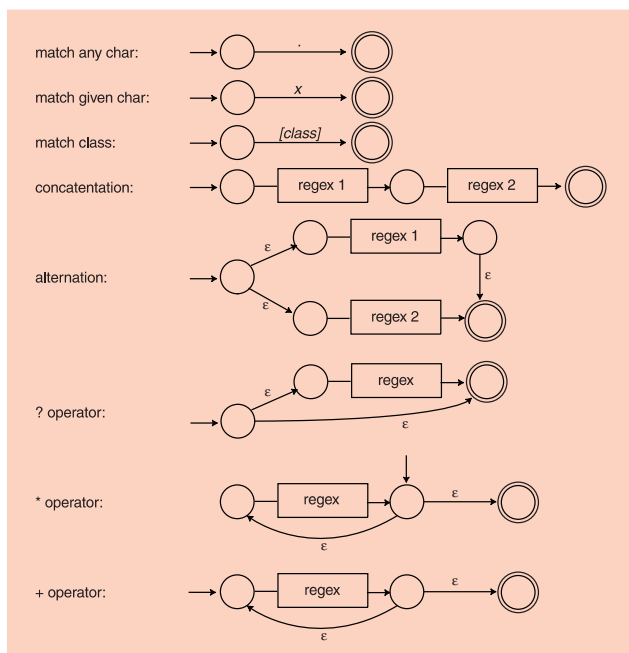 match any char: .
match given char: x
match class: [class]
concatentation: regex 1 regex 2
ε regex 1
alternation: ε
ε regex 2
ε regex
? operator: ε
* operator: regex ε
ε
+ operator: regex ε
ε